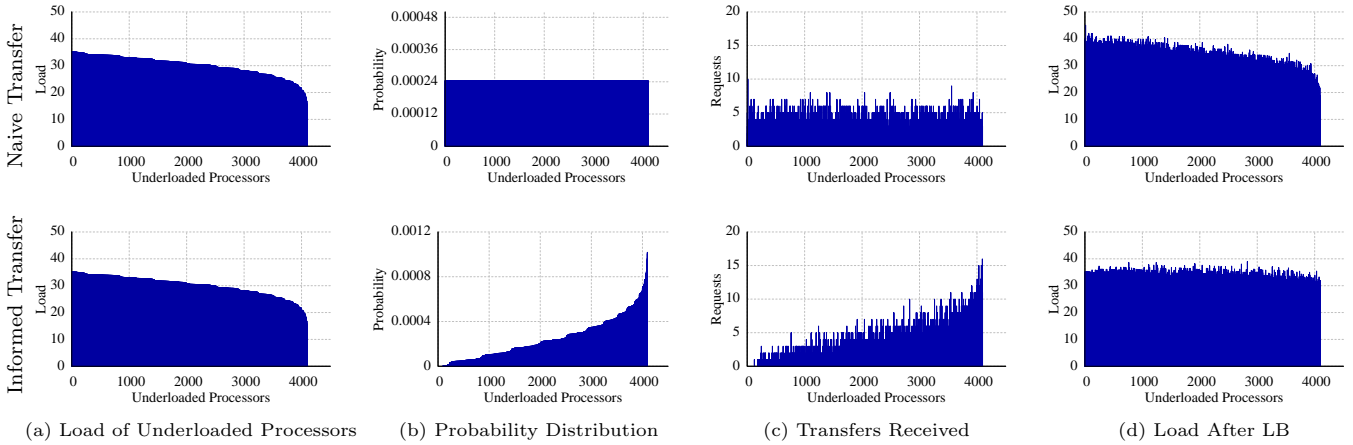 Naive Transfer
50
40
30
20
10
0
Load
0 1000 2000 3000 4000
Underloaded Processors
0.00048
0.00036
0.00024
0.00012
0
Probability
0 1000 2000 3000 4000
Underloaded Processors
20
15
10
5
0
Requests
0 1000 2000 3000 4000
Underloaded Processors
50
40
30
20
10
0
Load
0 1000 2000 3000 4000
Underloaded Processors
Informed Transfer
50
40
30
20
10
0
Load
0 1000 2000 3000 4000
Underloaded Processors
0.0012
0.0008
0.0004
0
Probability
0 1000 2000 3000 4000
Underloaded Processors
20
15
10
5
0
Requests
0 1000 2000 3000 4000
Underloaded Processors
50
40
30
20
10
0
Load
0 1000 2000 3000 4000
Underloaded Processors
(a) Load of Underloaded Processors
(b) Probability Distribution
(c) Transfers Received
(d) Load After LB